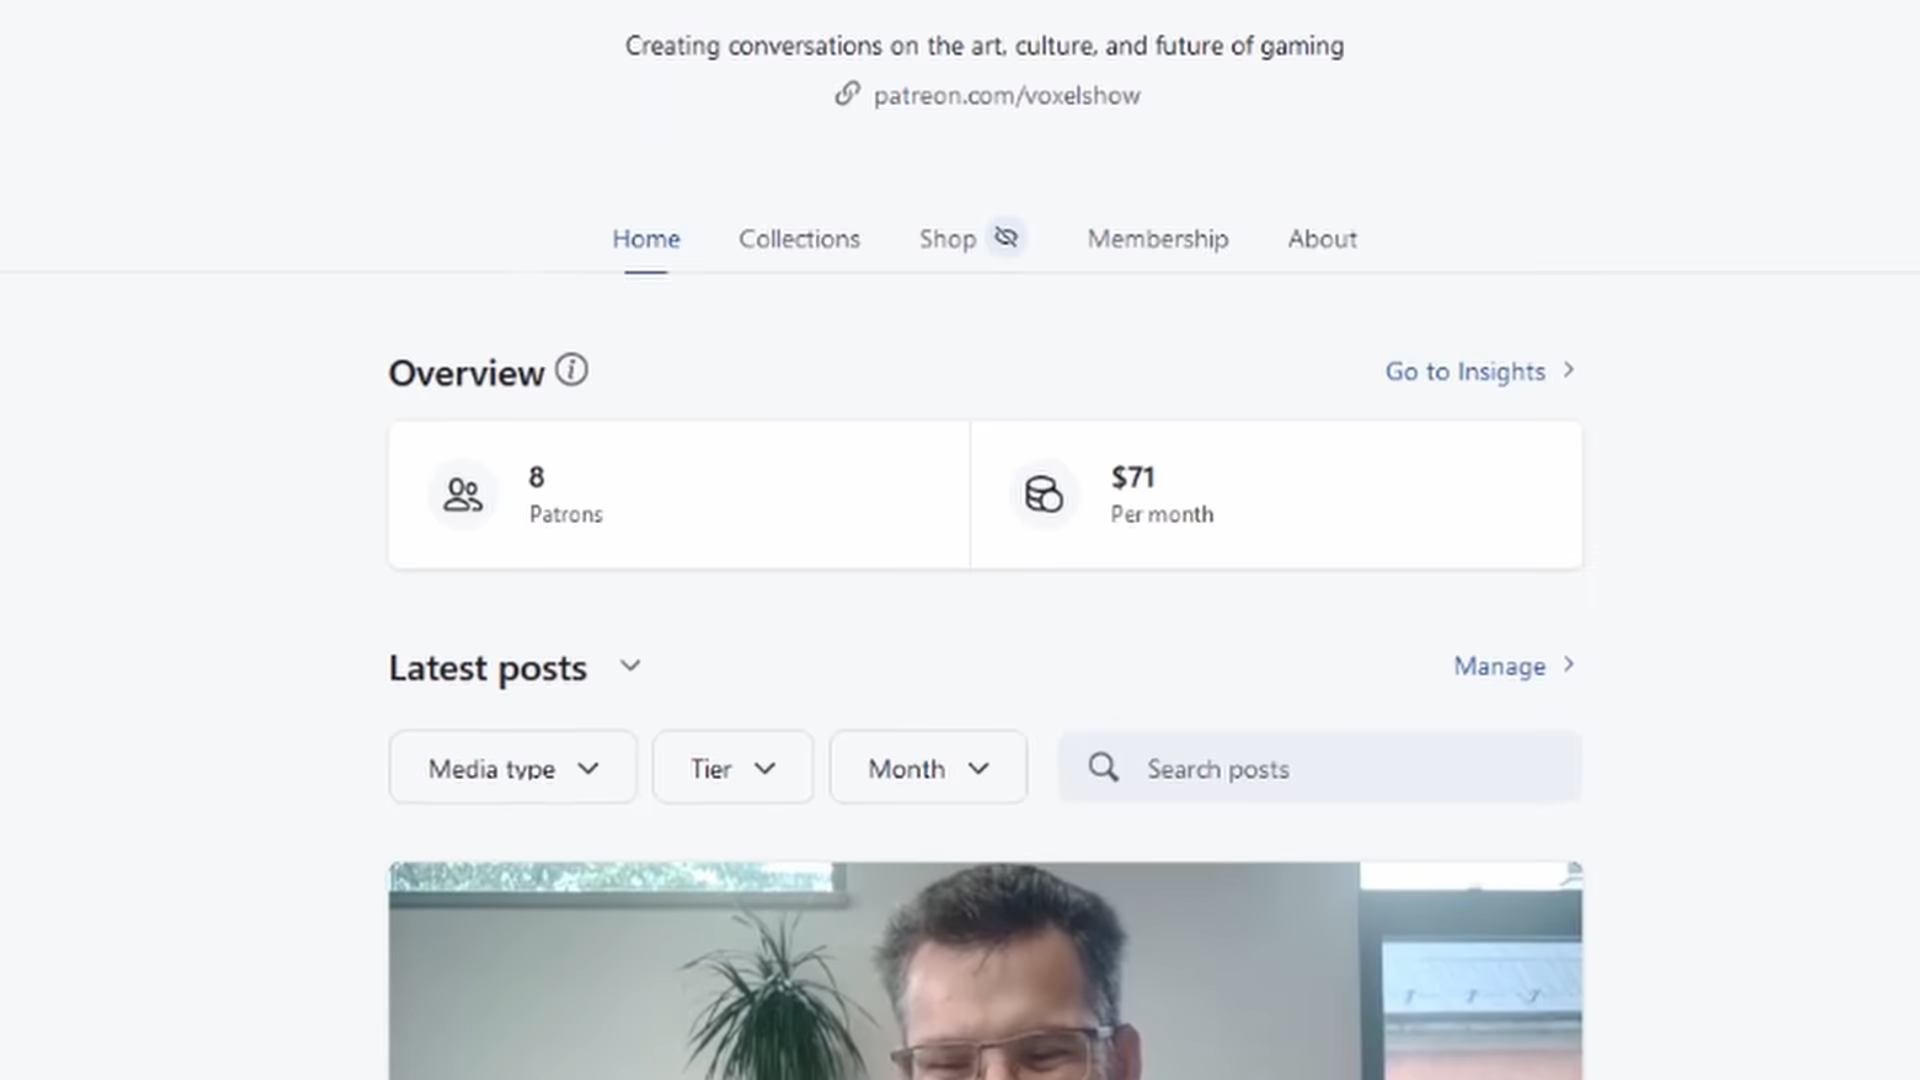 Creating conversations on the art, culture, and future of gaming
patreon.com/voxelshow
Home Collections Shop Membership About
Overview
Go to Insights
8
Patrons
$71
Per month
Latest posts
Manage
Media type Tier Month Search posts